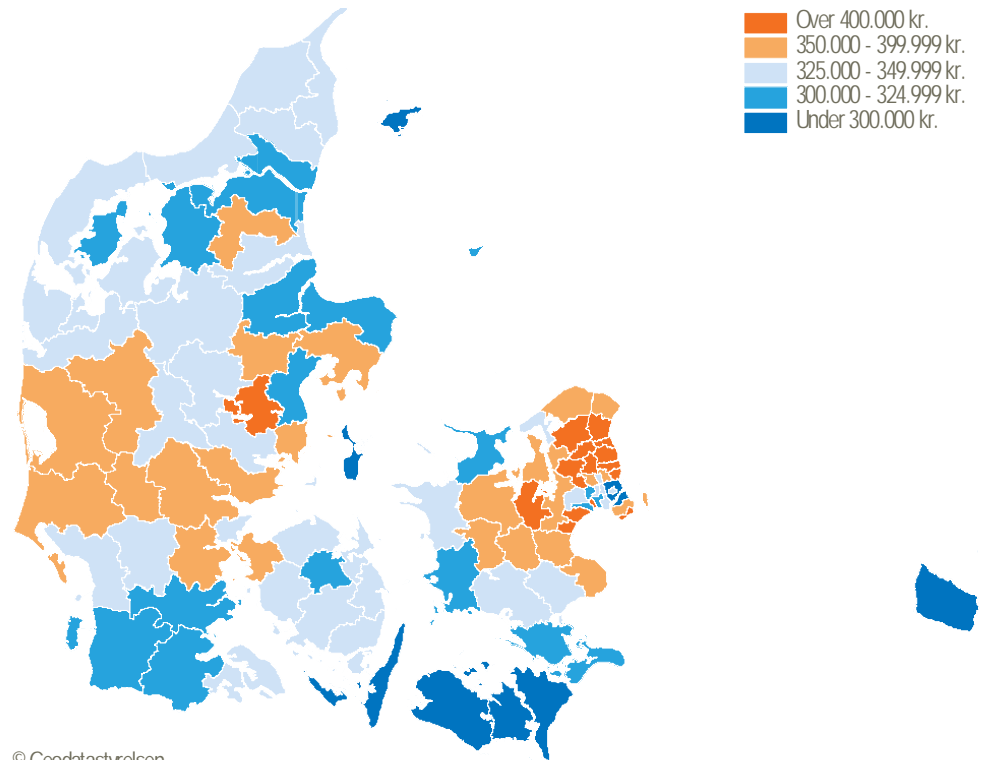 Over 400.000 kr.
350.000 - 399.999 kr.
325.000 - 349.999 kr.
300.000 - 324.999 kr.
Under 300.000 kr.
© Geodatastyrelsen